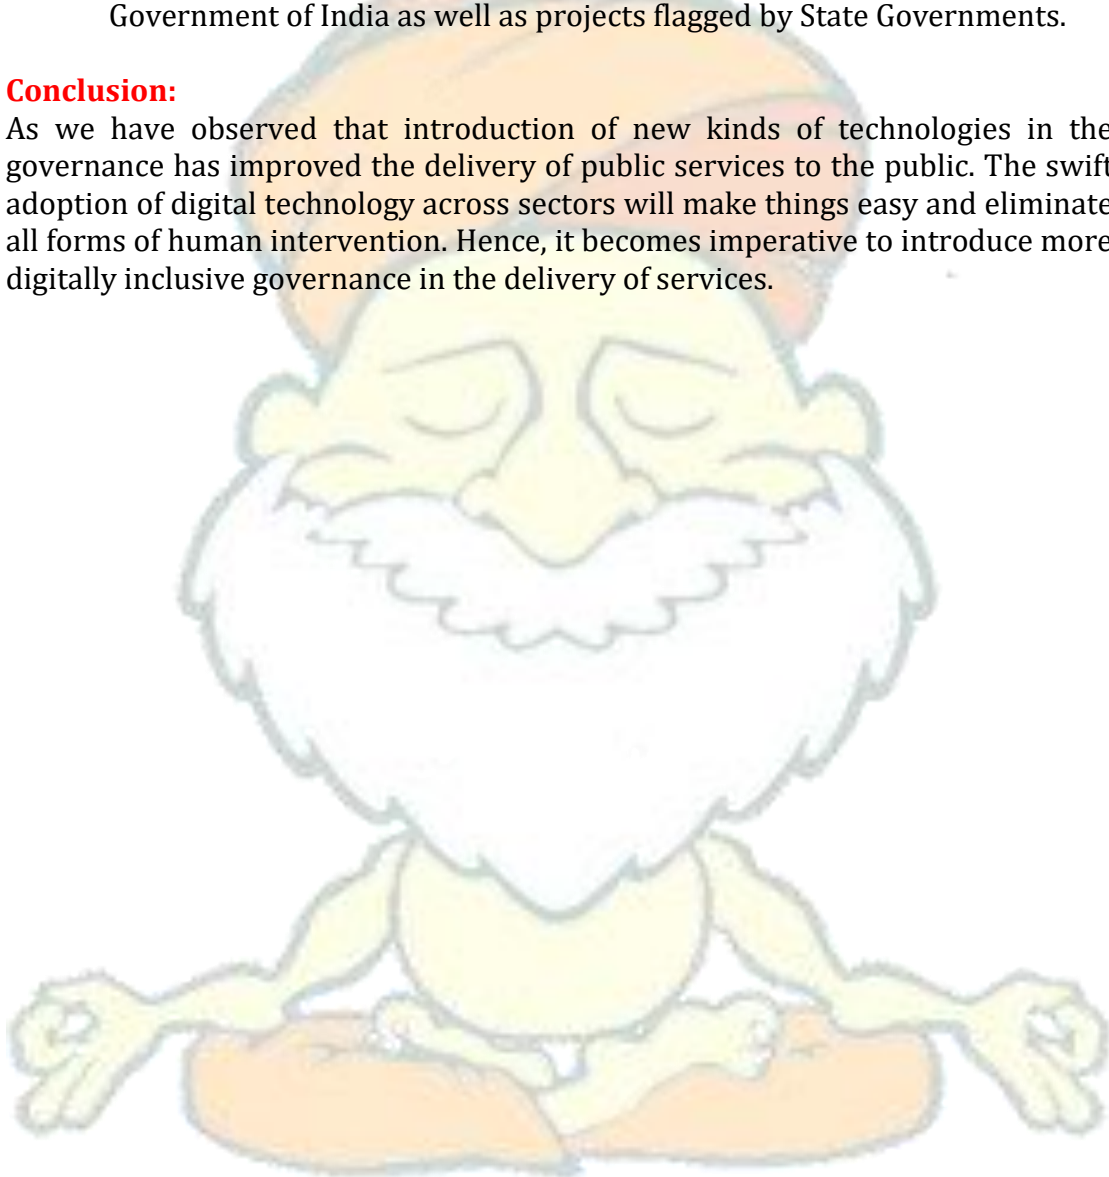 Government of India as well as projects flagged by State Governments.
Conclusion:
As we have observed that introduction of new kinds of technologies in the
governance has improved the delivery of public services to the public. The swift
adoption of digital technology across sectors will make things easy and eliminate
all forms of human intervention. Hence, it becomes imperative to introduce more
digitally inclusive governance in the delivery of services.